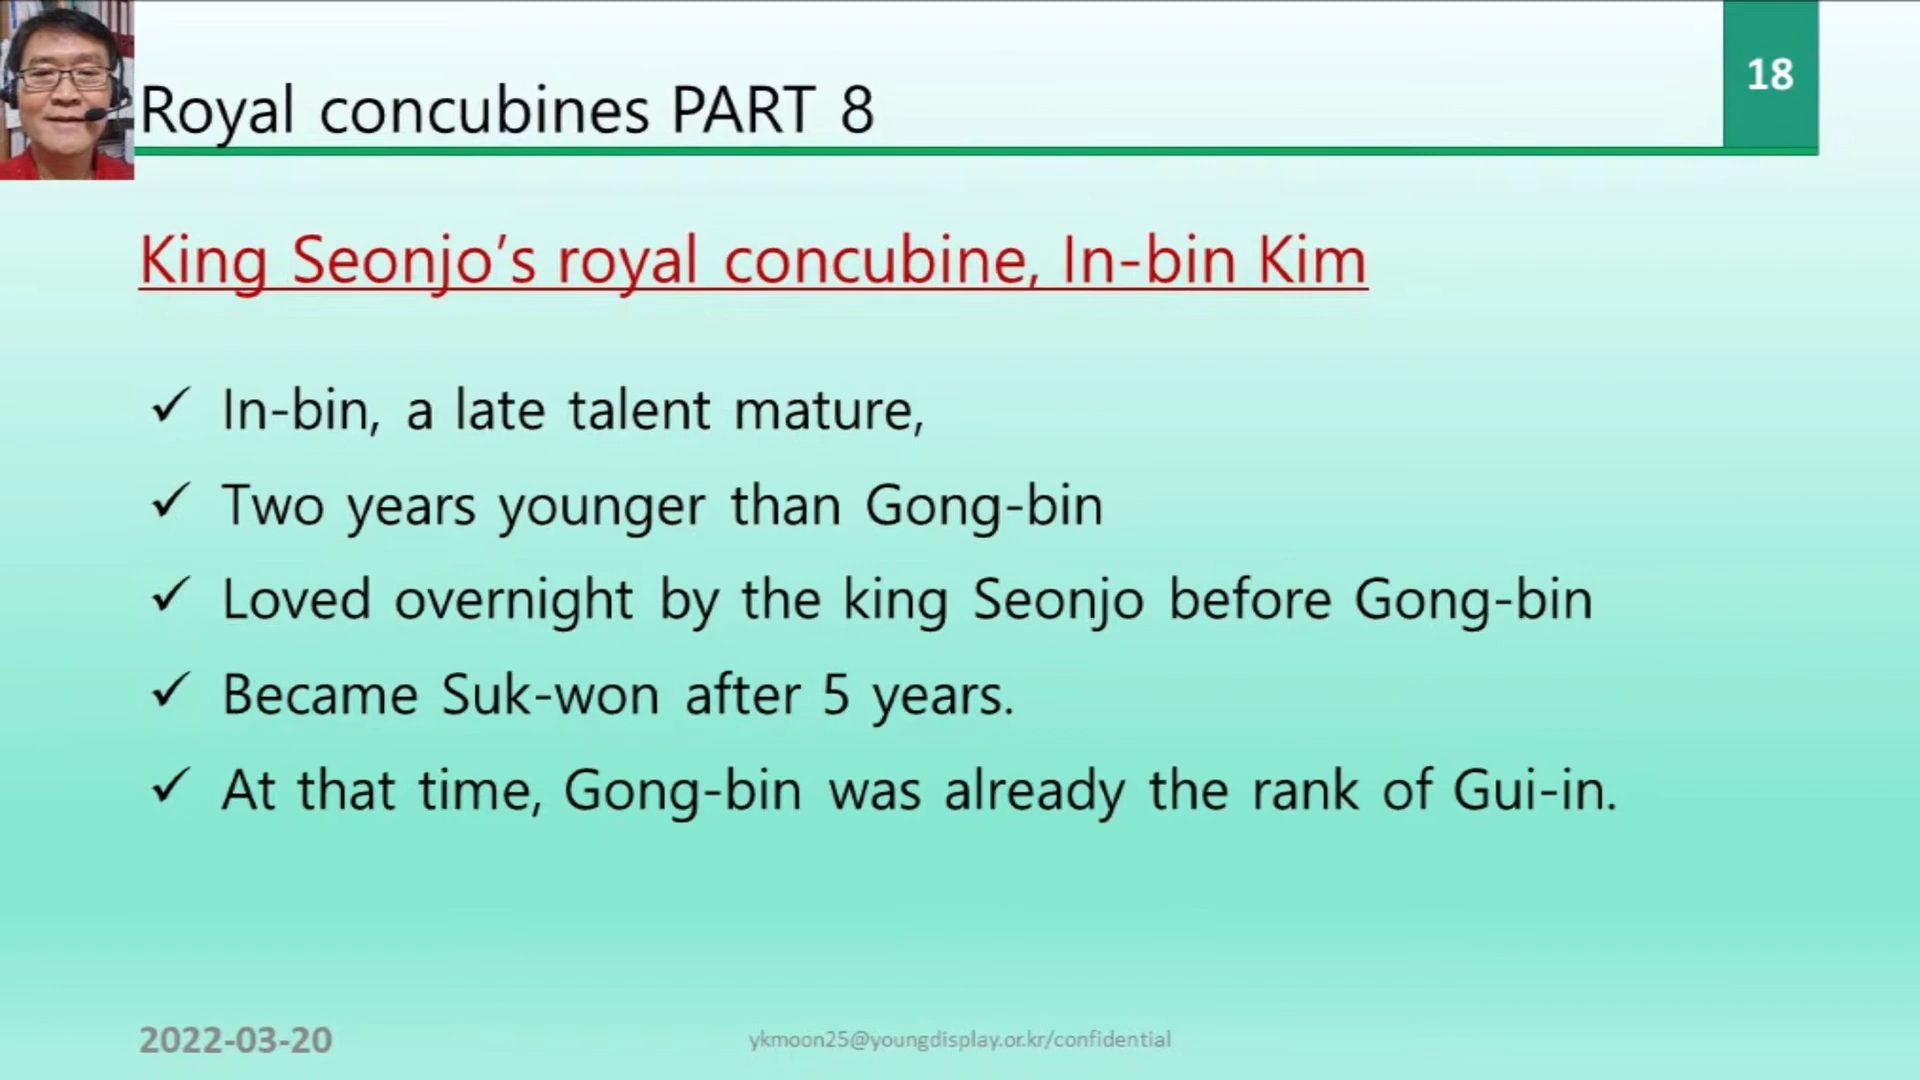 18
Royal concubines PART 8
King Seonjo’s royal concubine, In-bin Kim
✓ In-bin, a late talent mature,
✓ Two years younger than Gong-bin
✓ Loved overnight by the king Seonjo before Gong-bin
✓ Became Suk-won after 5 years.
✓ At that time, Gong-bin was already the rank of Gui-in.
2022-03-20
ykmoon25@youngdisplay.or.kr/confidential